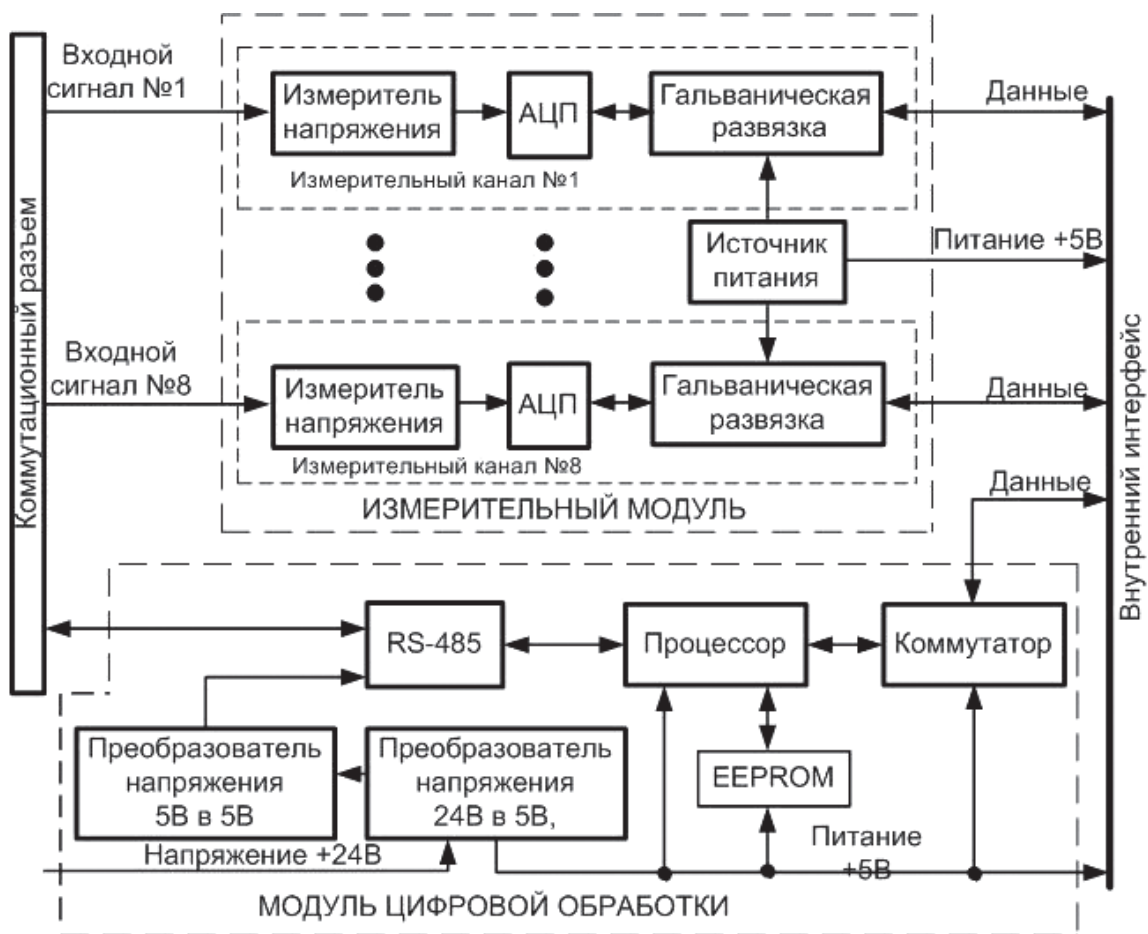 Входной
сигнал №1
Измеритель
напряжения
АЦП
Гальваническая
развязка
Данные
Измерительный канал №1
Коммутационный разъем
Источник
питания
Питание +5В
Входной
сигнал №8
Измеритель
напряжения
АЦП
Гальваническая
развязка
Данные
Измерительный канал №8
ИЗМЕРИТЕЛЬНЫЙ МОДУЛЬ
Данные
Внутренний интерфейс
RS-485
Процессор
Коммутатор
Преобразователь
напряжения
5В в 5В
Преобразователь
напряжения
24В в 5В,
EEPROM
Напряжение +24В
Питание
+5В
МОДУЛЬ ЦИФРОВОЙ ОБРАБОТКИ